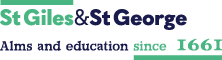 St Giles&St George
Alms and education since 1661